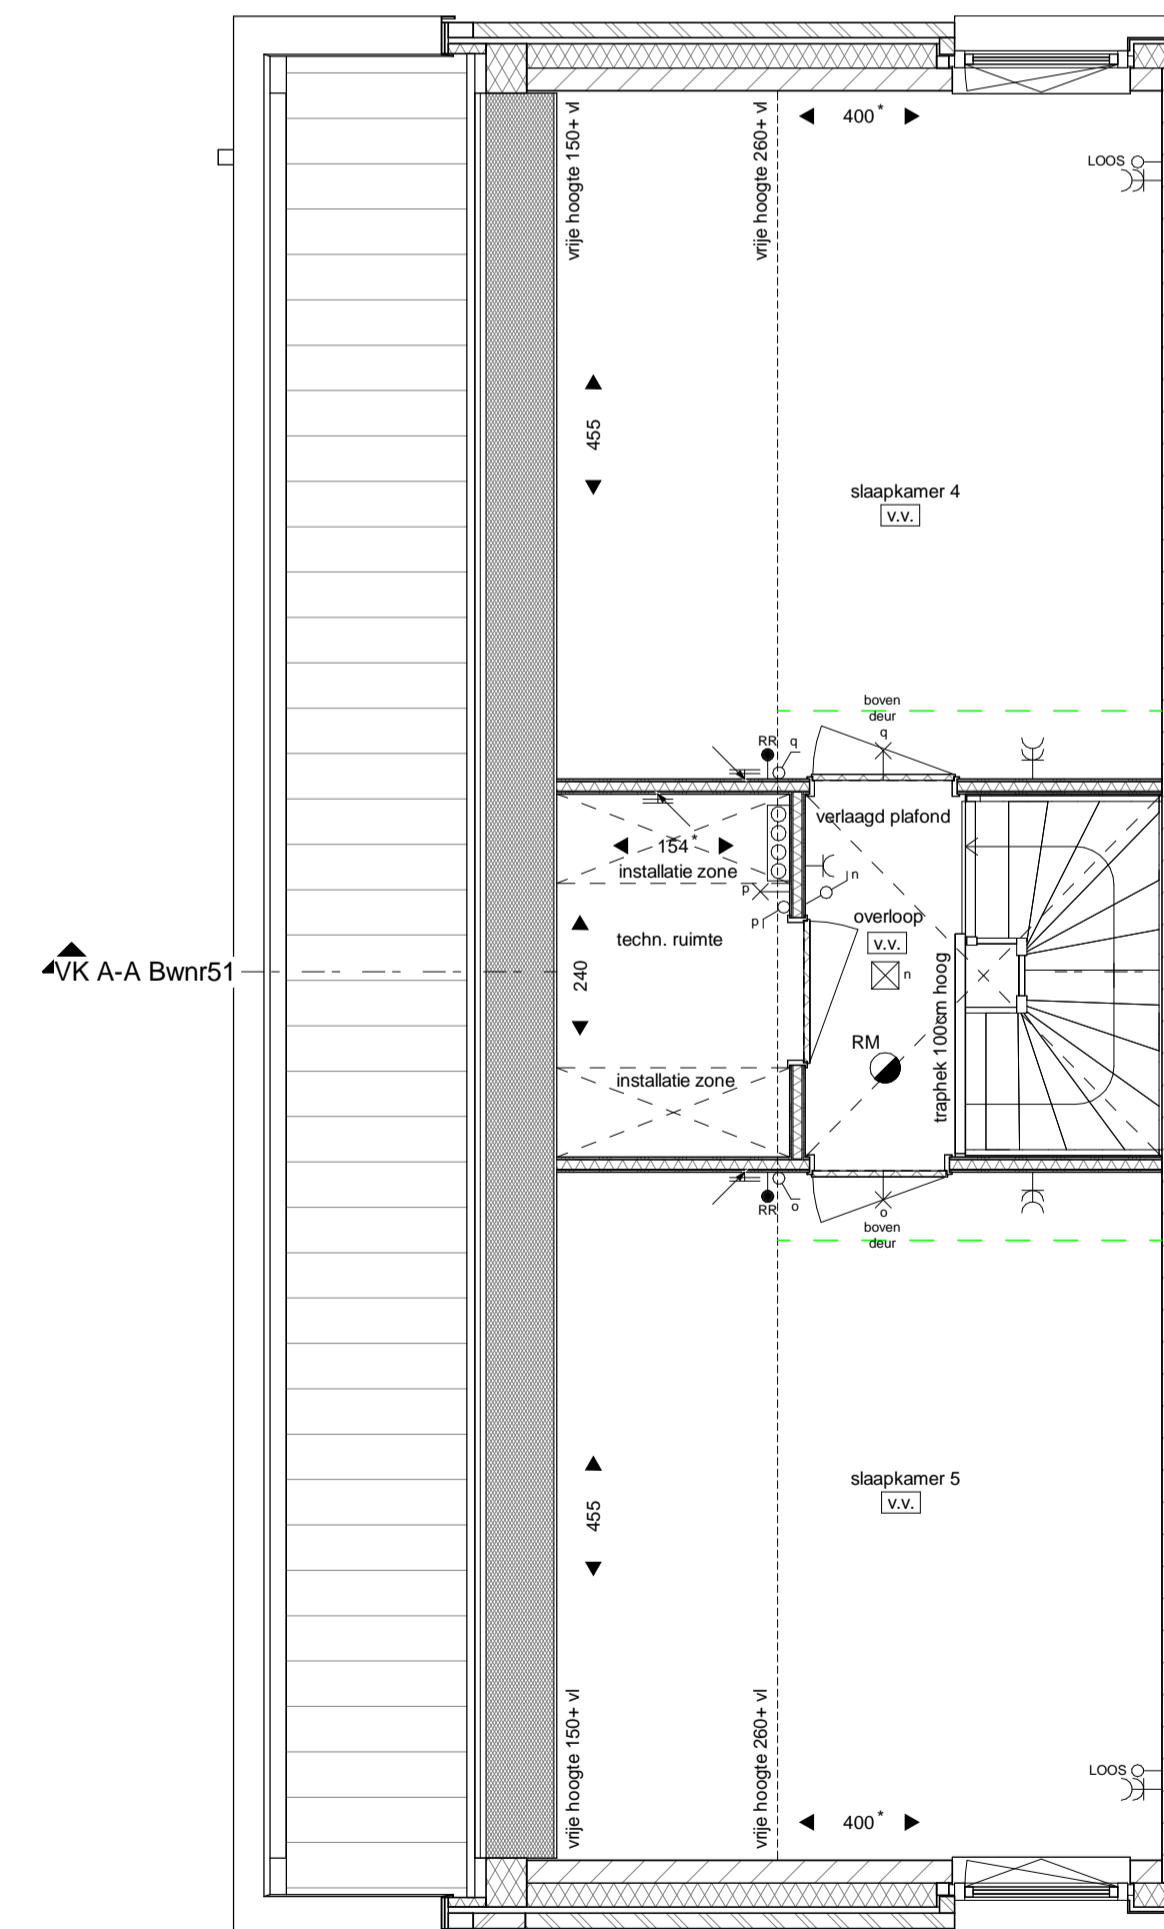 vrije hoogte 150+ vl
vrije hoogte 260+ vl
400*
LOOS
455
slaapkamer 4
v.v.
boven
deur
q
RR
q
verlaagd plafond
154*
installatie zone
p
n
p
overloop
techn. ruimte
v.v.
n
VK A-A Bwnr51
240
traphek 100cm hoog
RM
installatie zone
RR
o
o
boven
deur
455
slaapkamer 5
v.v.
vrije hoogte 150+ vl
vrije hoogte 260+ vl
LOOS
400*